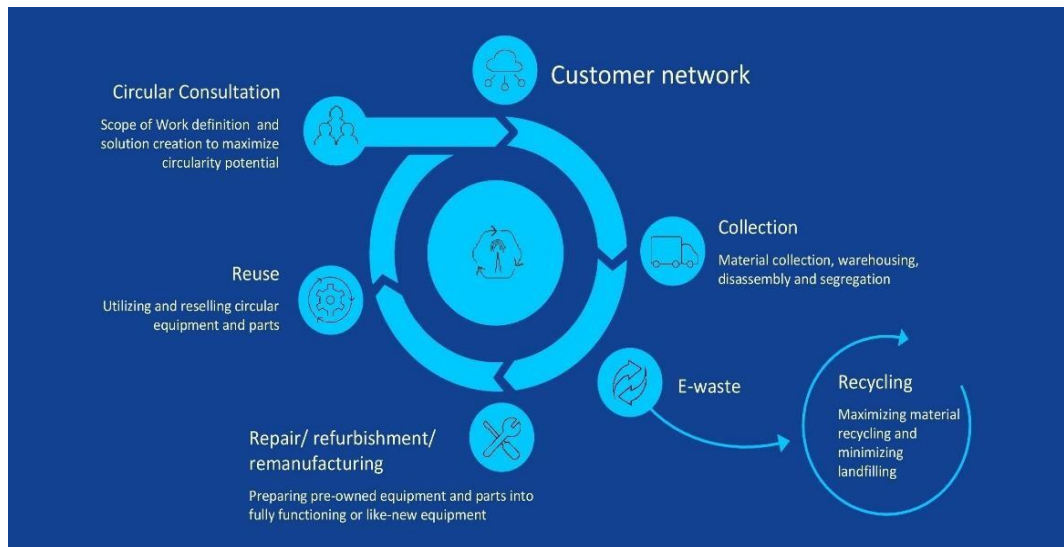 Customer network
Circular Consultation
Scope of Work definition and
solution creation to maximize
circularity potential
Collection
Material collection, warehousing,
disassembly and segregation
Reuse
Utilizing and reselling circular
equipment and parts
E-waste
Recycling
Maximizing material
recycling and
minimizing
landfilling
Repair/ refurbishment/
remanufacturing
Preparing pre-owned equipment and parts into
fully functioning or like-new equipment